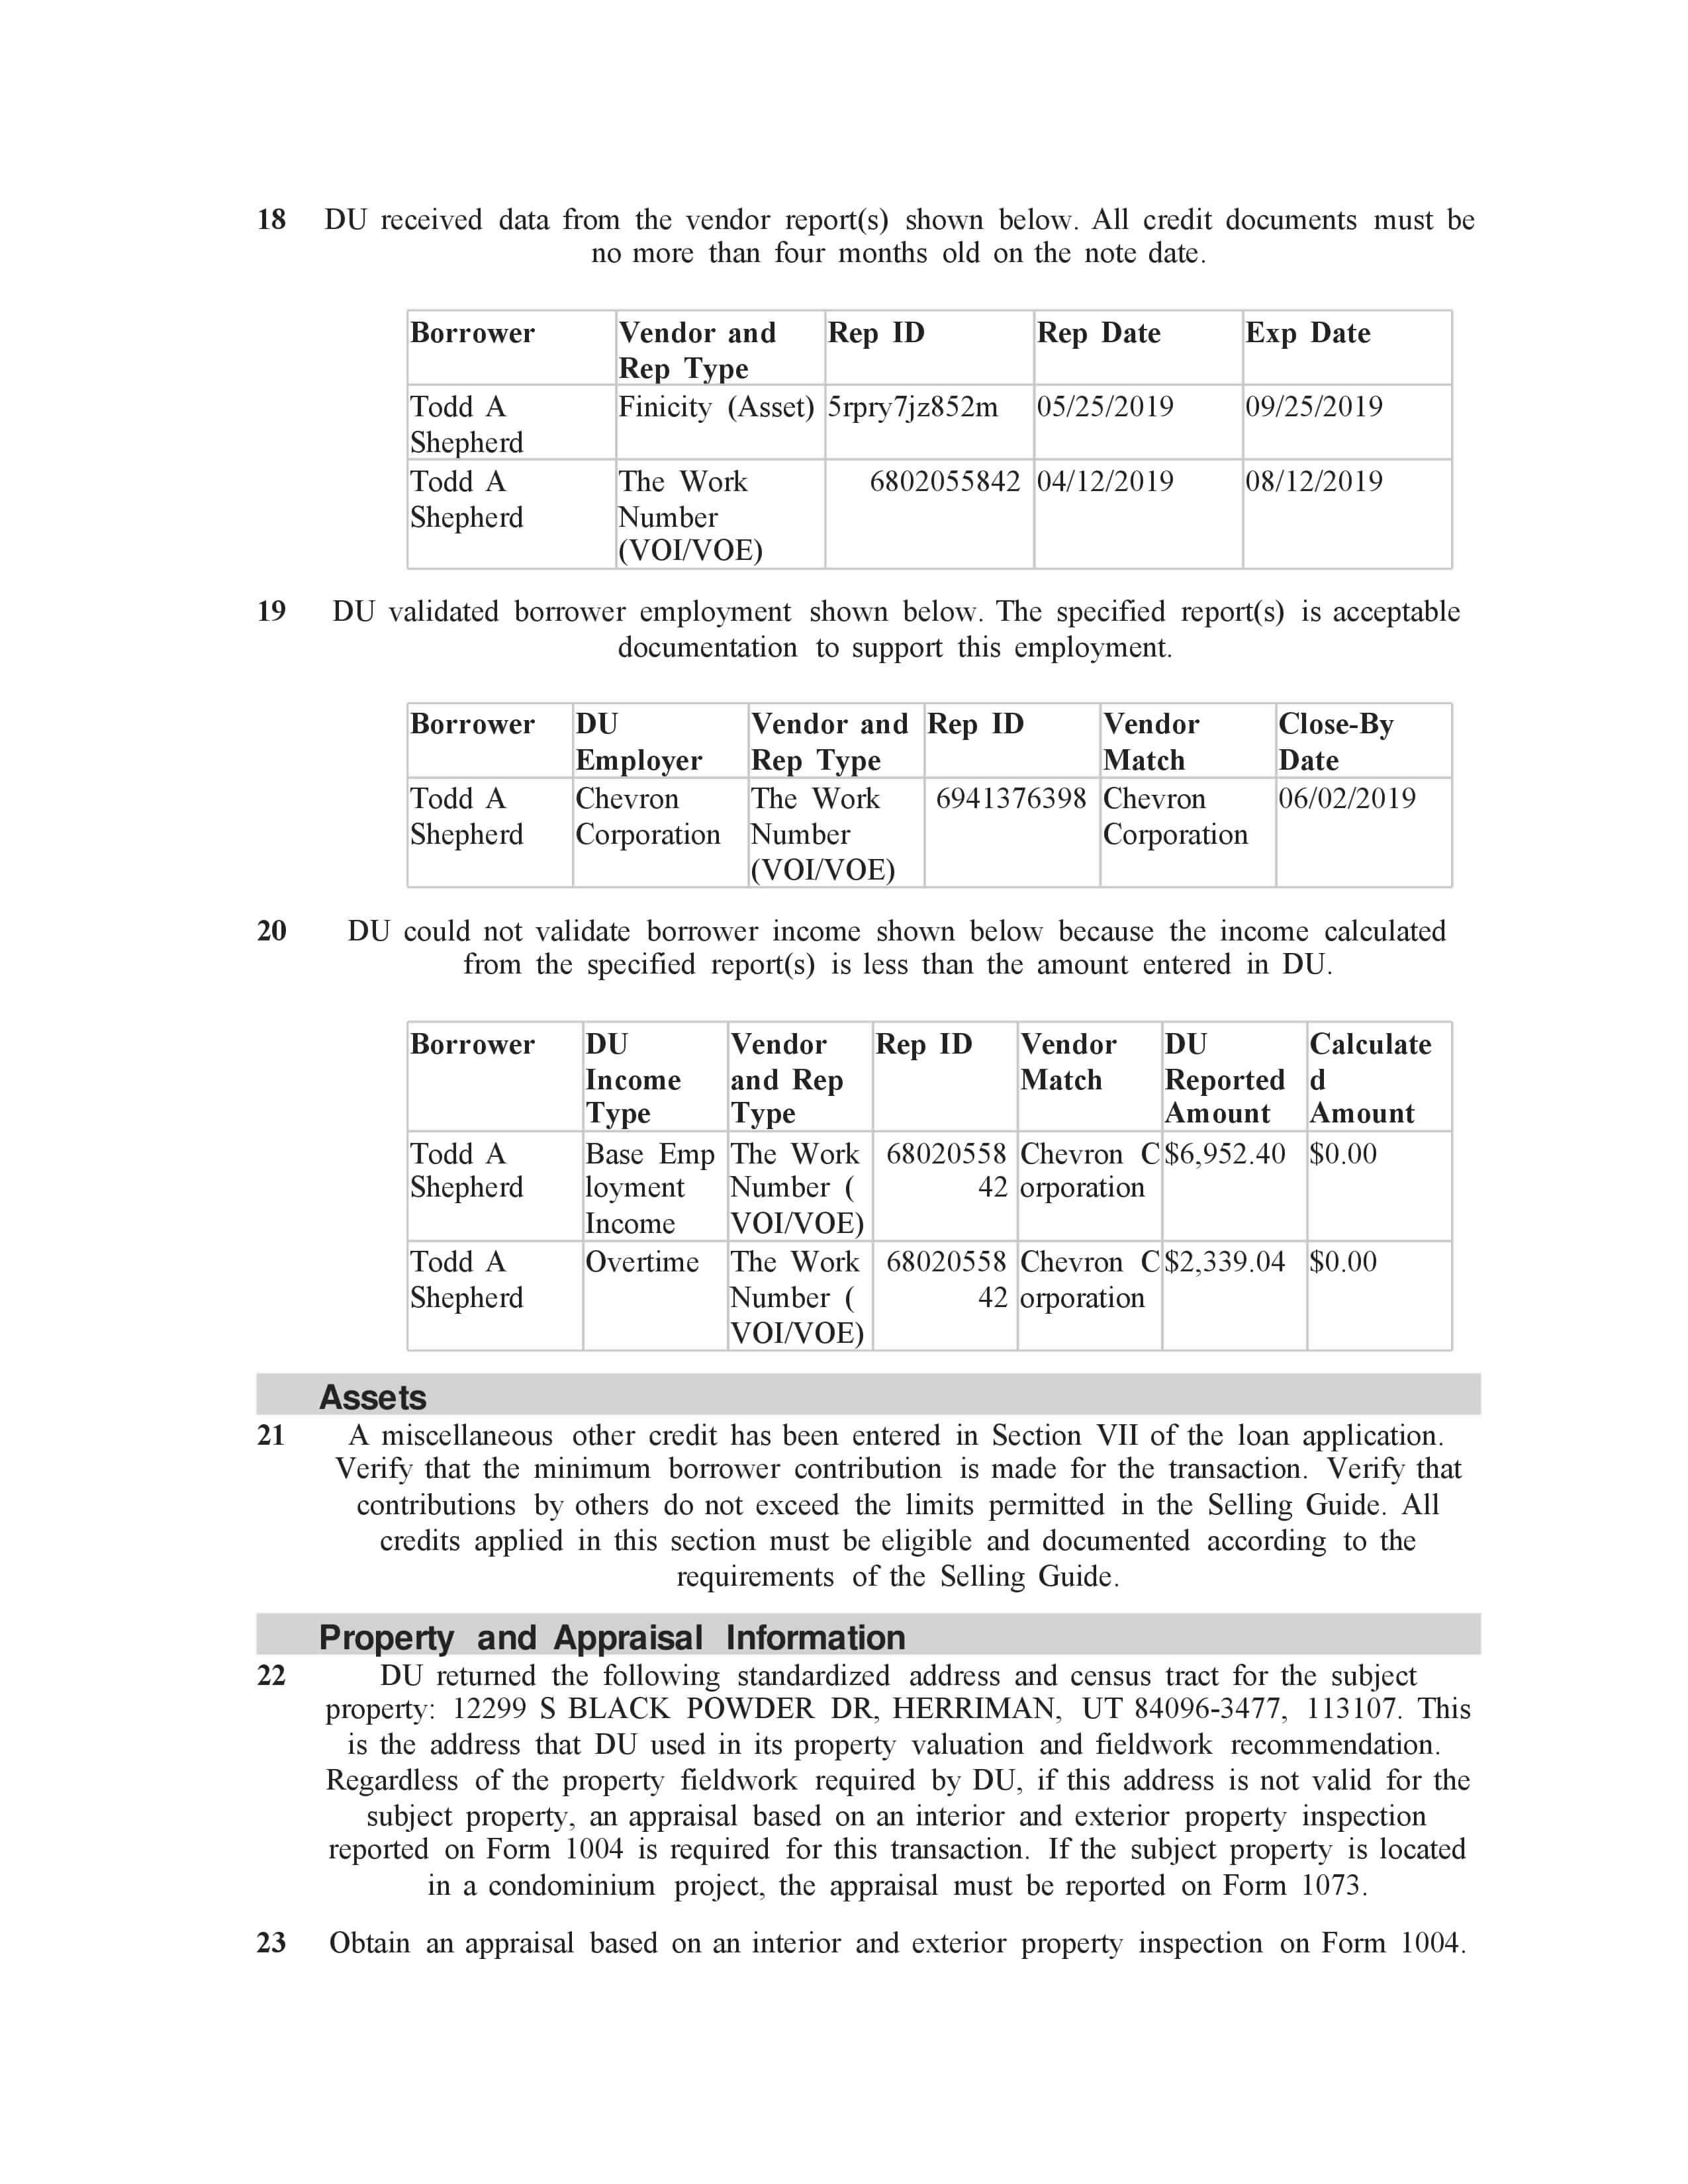 18 DU received data from the vendor report(s) shown below. All credit documents must be
no more than four months old on the note date.
Borrower Vendor and Rep ID Rep Date Exp Date
Rep Type
Todd A Finicity (Asset) 5rpry7jz852m 05/25/2019 09/25/2019
Shepherd
Todd A The Work 6802055842 04/12/2019 08/12/2019
Shepherd Number
(VOI/VOE)
19 DU validated borrower employment shown below. The specified report(s) is acceptable
documentation to support this employment.
Borrower DU Vendor and Rep ID Vendor Close-By
Employer Rep Type Match Date
Todd A Chevron The Work 6941376398 Chevron 06/02/2019
Shepherd Corporation Number Corporation
(VOI/VOE)
20 DU could not validate borrower income shown below because the income calculated
from the specified report(s) is less than the amount entered in DU.
Borrower DU Vendor Rep ID Vendor DU Calculate
Income and Rep Match Reported d
Type Type Amount Amount
Todd A Base Emp The Work 68020558 Chevron C $6,952.40 $0.00
Shepherd loyment Number ( 42 orporation
Income VOI/VOE)
Todd A Overtime The Work 68020558 Chevron C $2,339.04 $0.00
Shepherd Number ( 42 orporation
VOI/VOE)
Assets
21 A miscellaneous other credit has been entered in Section VII of the loan application.
Verify that the minimum borrower contribution is made for the transaction. Verify that
contributions by others do not exceed the limits permitted in the Selling Guide. All
credits applied in this section must be eligible and documented according to the
requirements of the Selling Guide.
Property and Appraisal Information
22 DU returned the following standardized address and census tract for the subject
property: 12299 S BLACK POWDER DR, HERRIMAN, UT 84096-3477, 113107. This
is the address that DU used in its property valuation and fieldwork recommendation.
Regardless of the property fieldwork required by DU, if this address is not valid for the
subject property, an appraisal based on an interior and exterior property inspection
reported on Form 1004 is required for this transaction. If the subject property is located
in a condominium project, the appraisal must be reported on Form 1073.
23 Obtain an appraisal based on an interior and exterior property inspection on Form 1004.